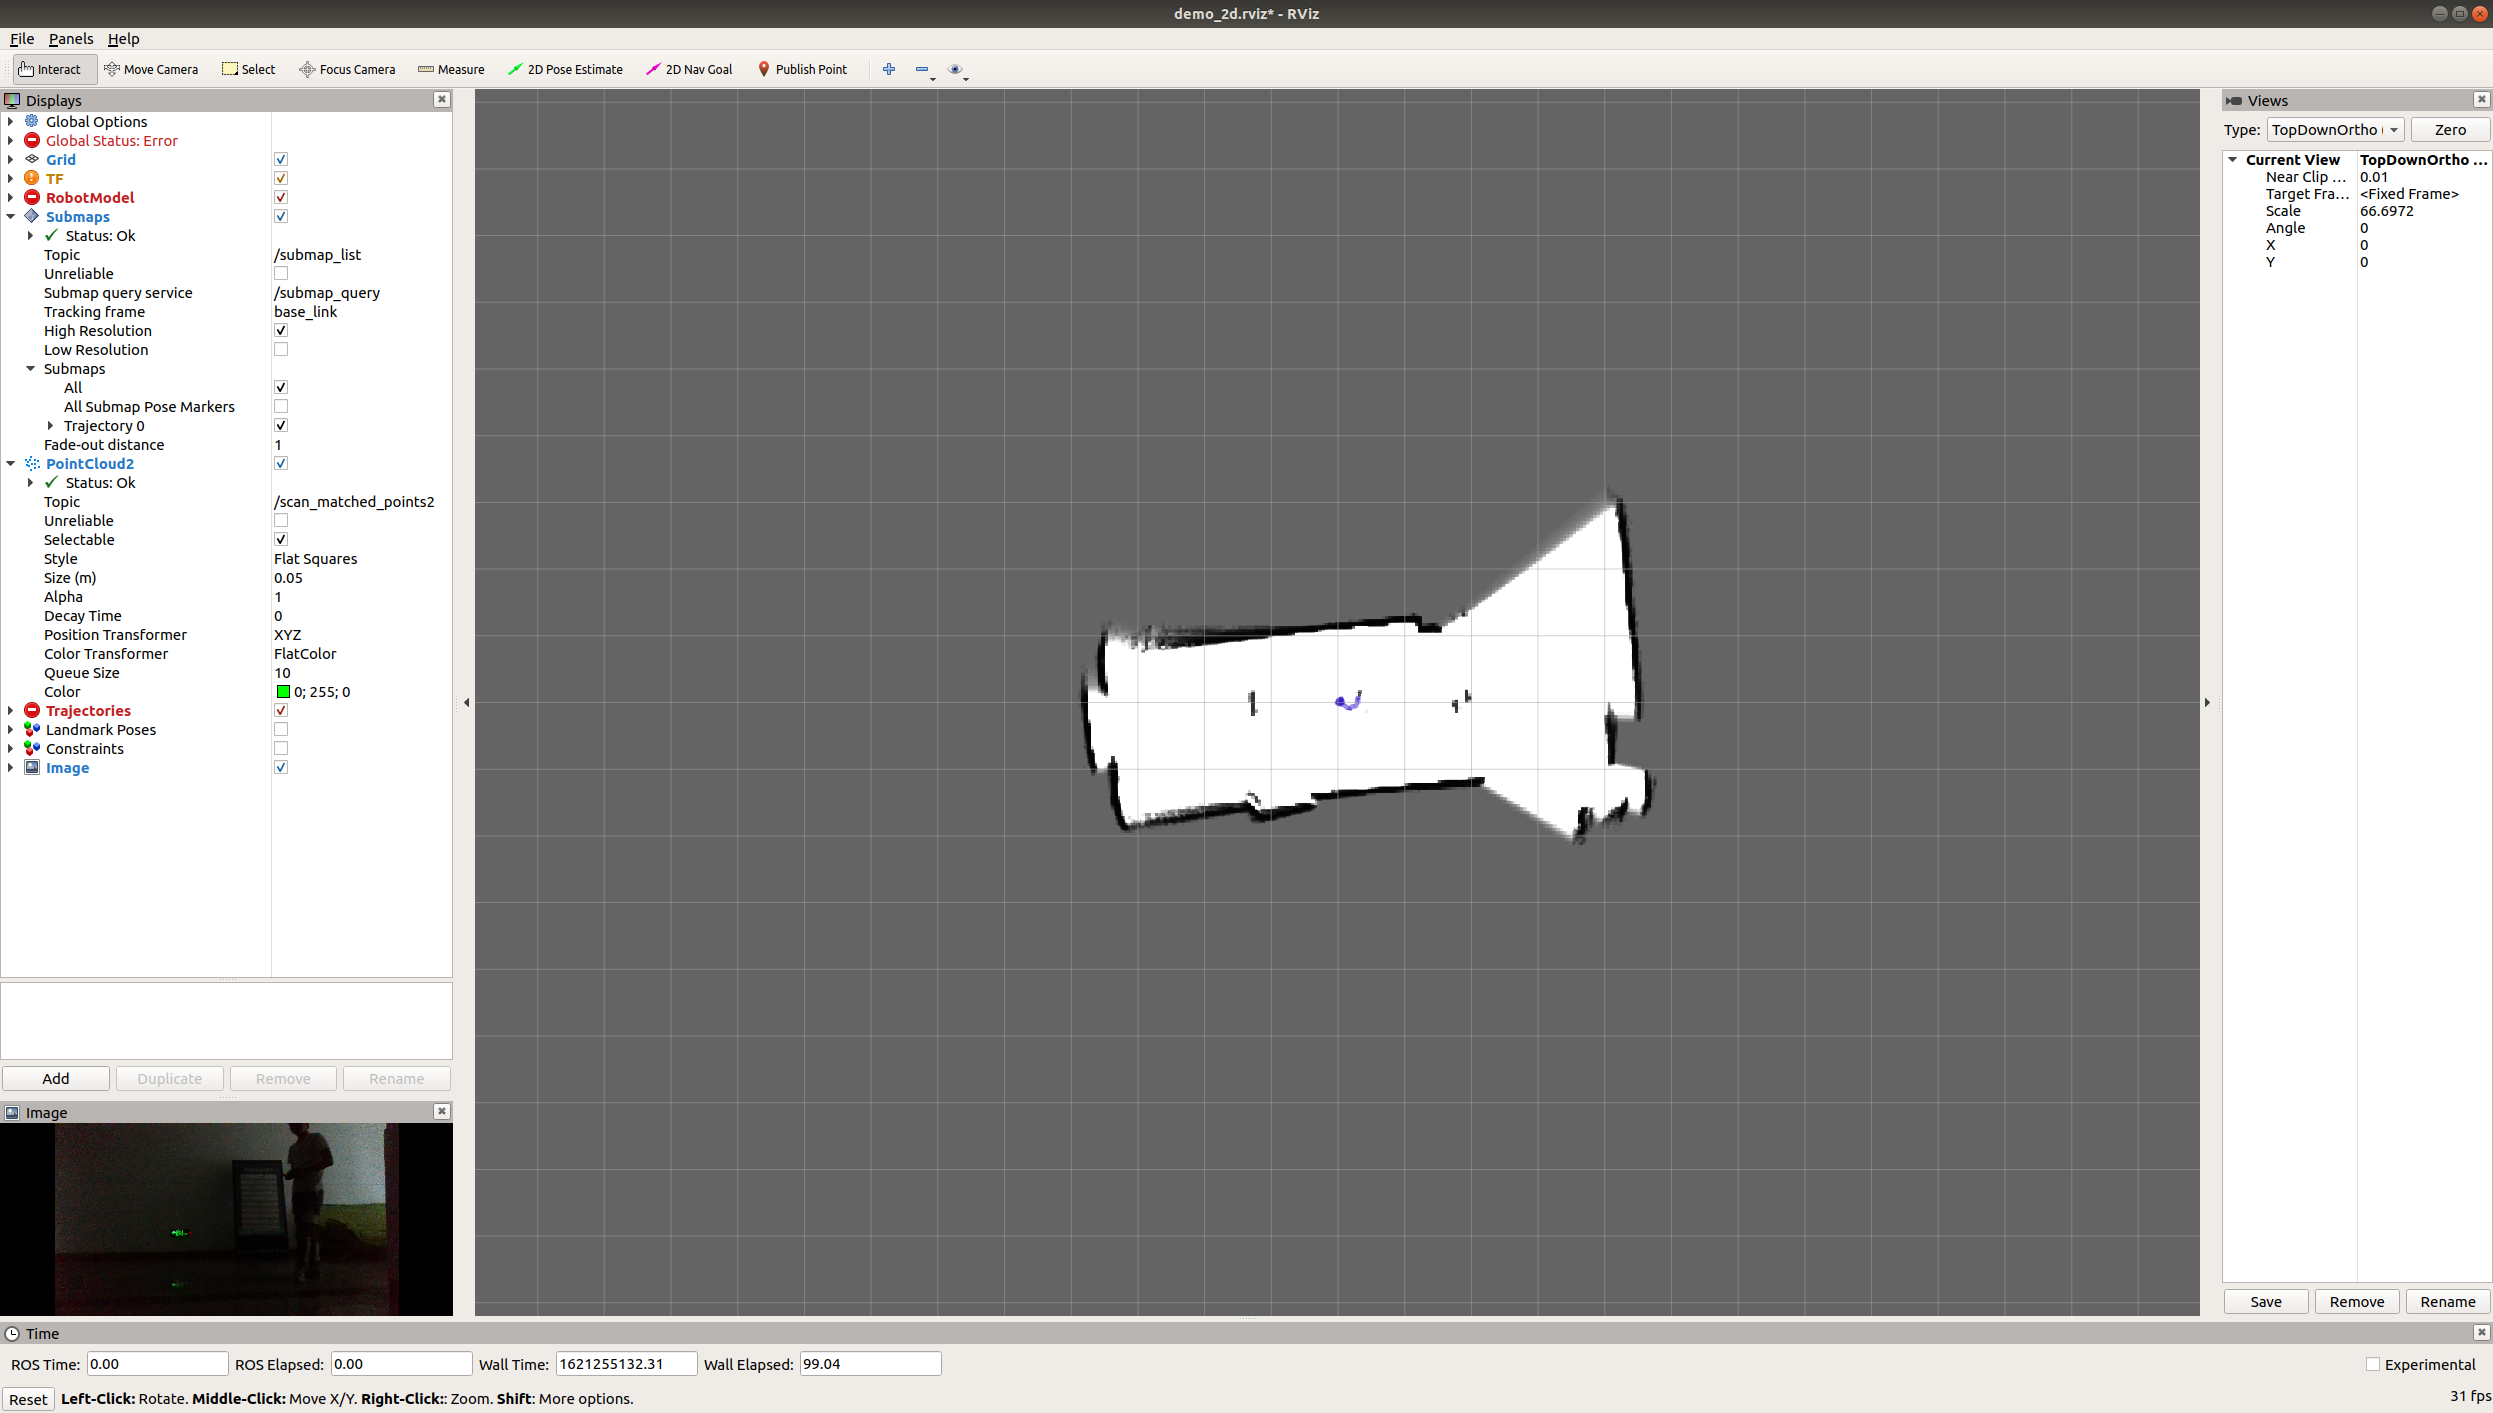 demo_2d.rviz* - RViz
File Panels Help
Interact Move Camera Select Focus Camera Measure 2D Pose Estimate 2D Nav Goal Publish Point
Displays
Global Options
Global Status: Error
Grid
TF
RobotModel
Submaps
Status: Ok
Topic /submap_list
Unreliable
Submap query service /submap_query
Tracking frame base_link
High Resolution
Low Resolution
Submaps
All
All Submap Pose Markers
Trajectory 0
Fade-out distance 1
PointCloud2
Status: Ok
Topic /scan_matched_points2
Unreliable
Selectable
Style Flat Squares
Size (m) 0.05
Alpha 1
Decay Time 0
Position Transformer XYZ
Color Transformer FlatColor
Queue Size 10
Color 0; 255; 0
Trajectories
Landmark Poses
Constraints
Image
Add Duplicate Remove Rename
Image
Views
Type: TopDownOrtho ( Zero
Current View TopDownOrtho ...
Near Clip ... 0.01
Target Fra... <Fixed Frame>
Scale 66.6972
Angle 0
X 0
Y 0
Save Remove Rename
Time
ROS Time: 0.00 ROS Elapsed: 0.00 Wall Time: 1621255132.31 Wall Elapsed: 99.04 Experimental
Reset Left-Click: Rotate. Middle-Click: Move X/Y. Right-Click:: Zoom. Shift: More options. 31 fps